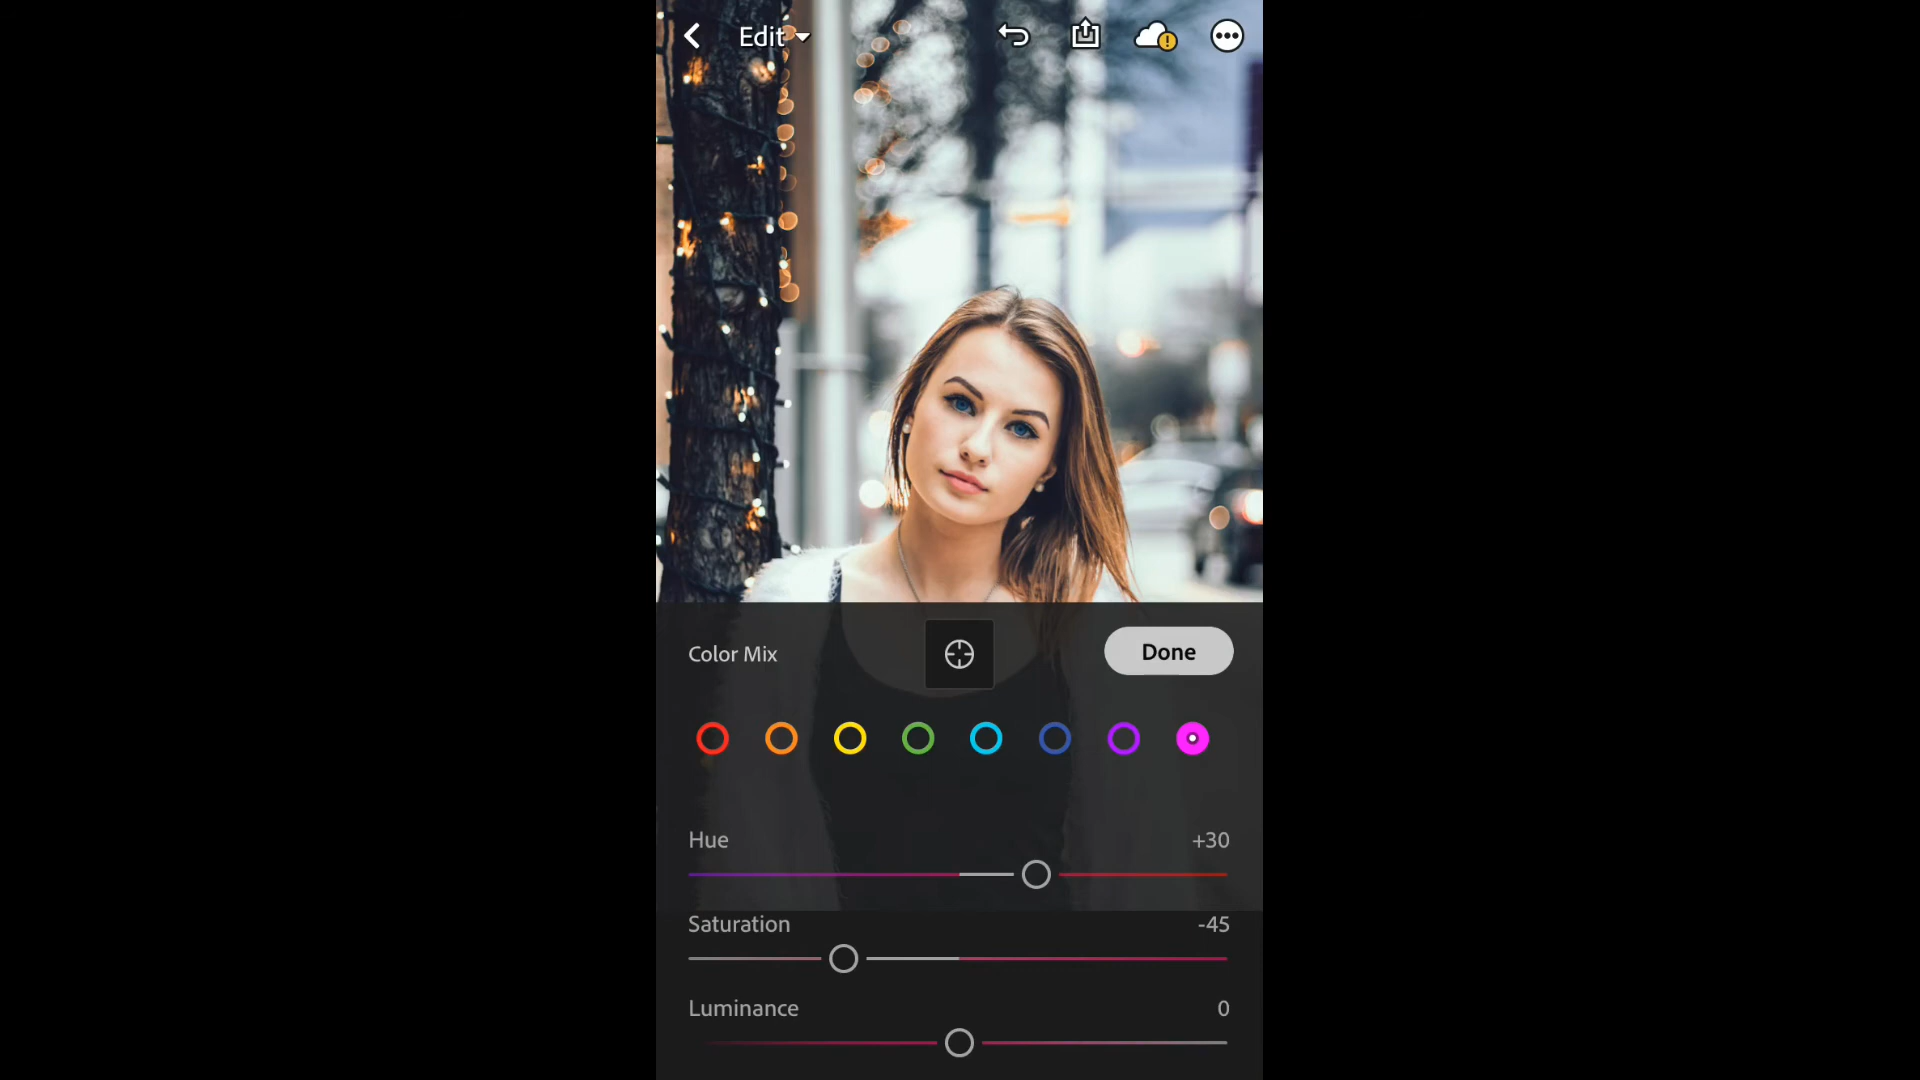 Edit
Color Mix
Done
Hue
+30
Saturation
-45
Luminance
0